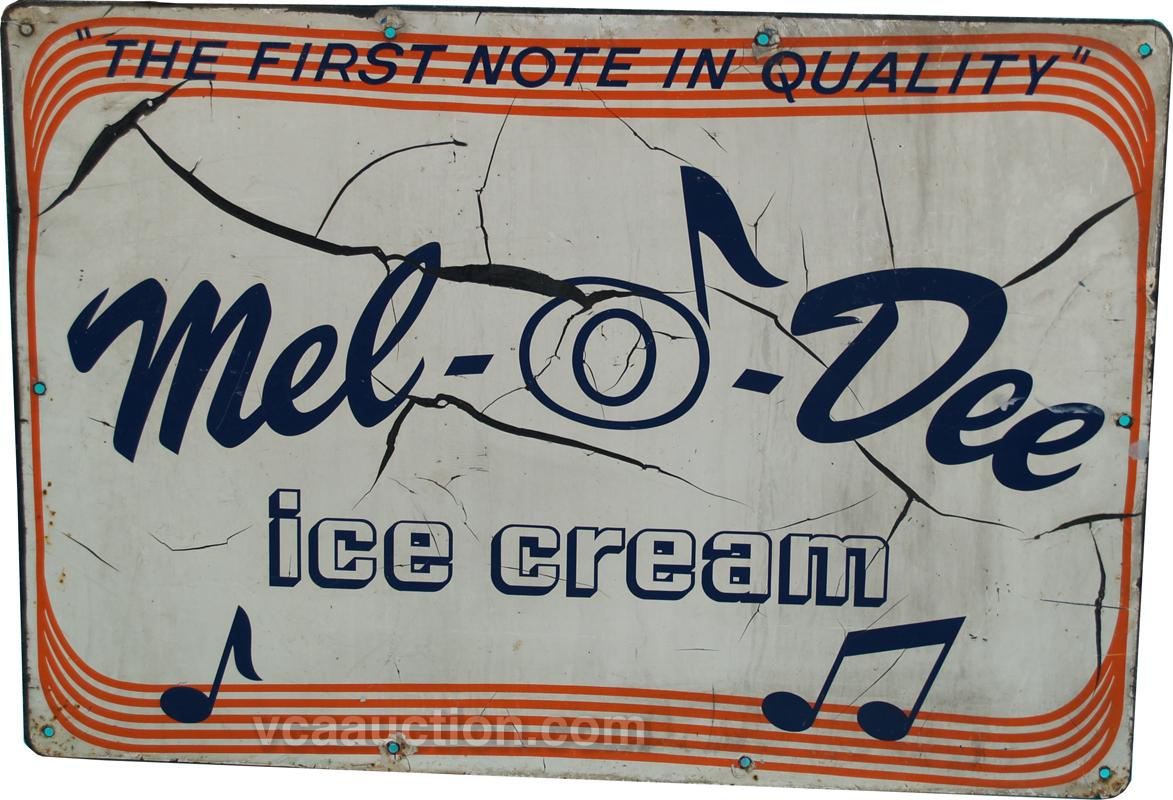 "THE FIRST NOTE IN QUALITY"
Mel-O-Dee
ice cream
vcaauction.com